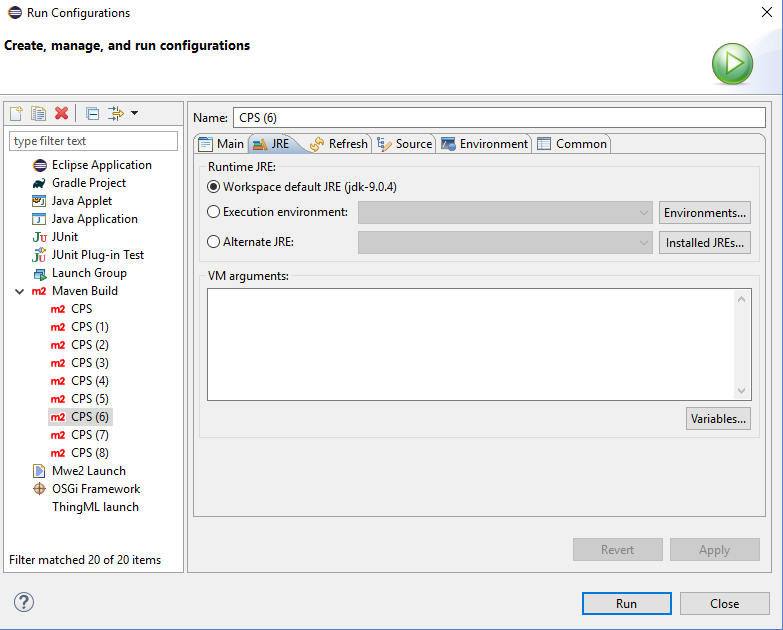 Run Configurations
Create, manage, and run configurations
type filter text
Eclipse Application
Gradle Project
Java Applet
Java Application
Ju JUnit
JUnit Plug-in Test
Launch Group
m2 Maven Build
m2 CPS
m2 CPS (1)
m2 CPS (2)
m2 CPS (3)
m2 CPS (4)
m2 CPS (5)
m2 CPS (6)
m2 CPS (7)
m2 CPS (8)
Mwe2 Launch
OSGi Framework
ThingML launch
Filter matched 20 of 20 items
Name: CPS (6)
Main JRE Refresh Source Environment Common
Runtime JRE:
Workspace default JRE (jdk-9.0.4)
Execution environment: Environments...
Alternate JRE: Installed JREs...
VM arguments:
Variables...
Revert Apply
? Run Close